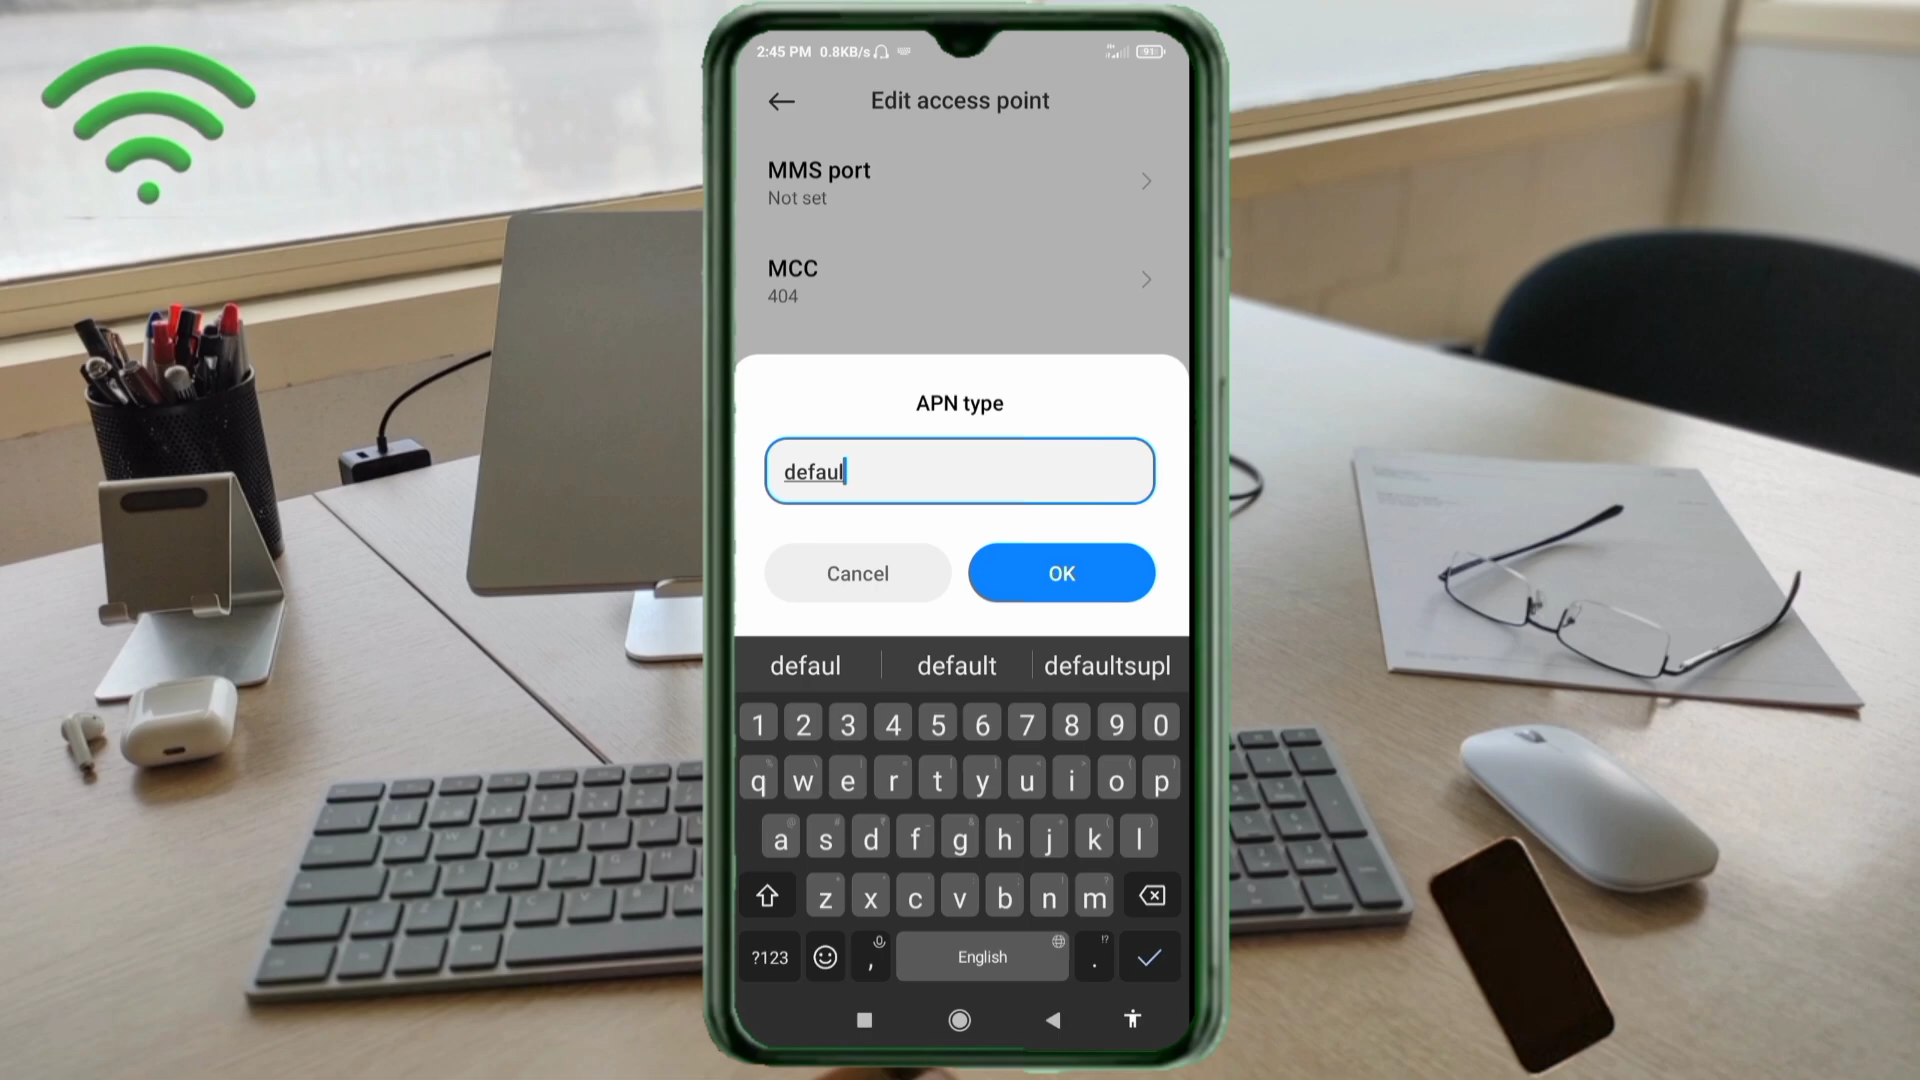 2:45 PM 0.8KB/s 91
Edit access point
MMS port
Not set
MCC
404
APN type
defaul
Cancel OK
defaul default defaultsupl
1 2 3 4 5 6 7 8 9 0
q w e r t y u i o p
a s d f g h j k l
z x c v b n m
?123 , English .